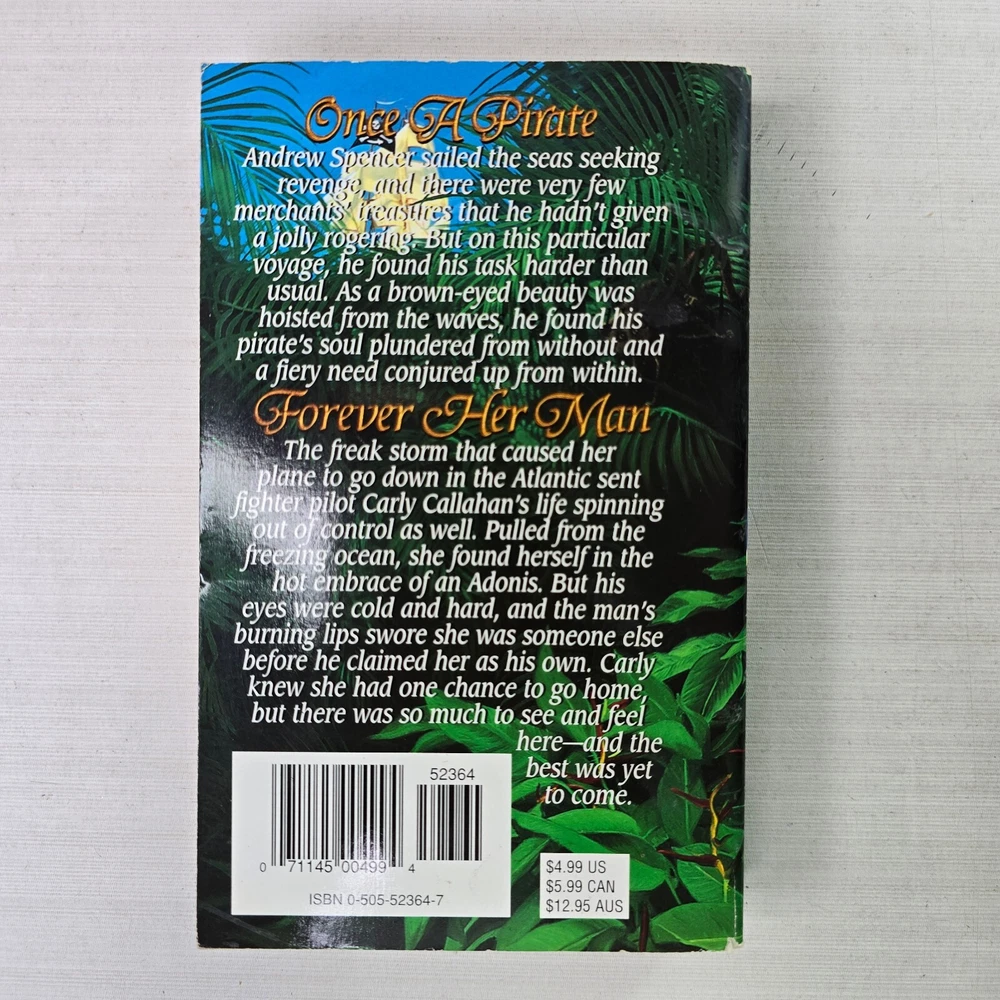 Once A Pirate
Andrew Spencer sailed the seas seeking
revenge, and there were very few
merchants' treasures that he hadn't given
a jolly rogering. But on this particular
voyage, he found his task harder than
usual. As a brown-eyed beauty was
hoisted from the waves, he found his
pirate's soul plundered from without and
a fiery need conjured up from within.
Forever Her Man
The freak storm that caused her
plane to go down in the Atlantic sent
fighter pilot Carly Callahan's life spinning
out of control as well. Pulled from the
freezing ocean, she found herself in the
hot embrace of an Adonis. But his
eyes were cold and hard, and the man's
burning lips swore she was someone else
before he claimed her as his own. Carly
knew she had one chance to go home,
but there was so much to see and feel
here—and the
best was yet
to come.
52364
0 71145 00499 4
ISBN 0-505-52364-7
$4.99 US
$5.99 CAN
$12.95 AUS